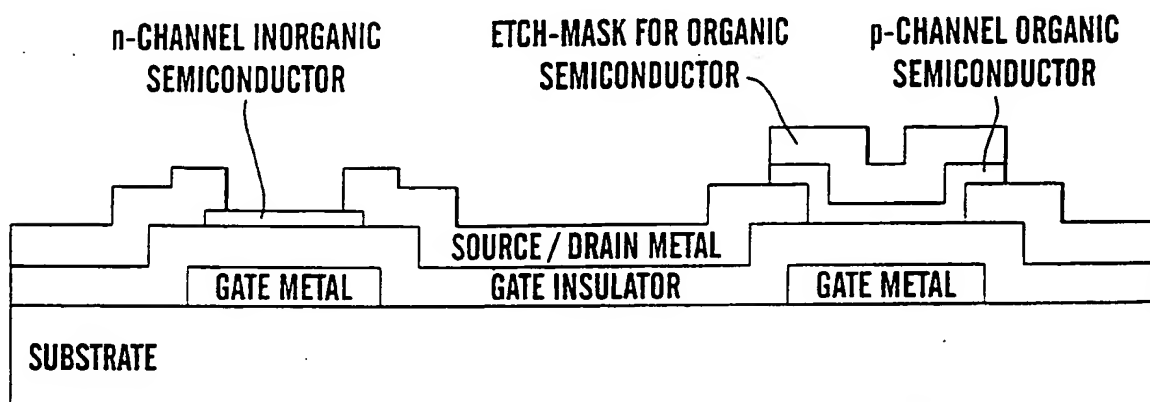 n-CHANNEL INORGANIC
SEMICONDUCTOR
ETCH-MASK FOR ORGANIC
SEMICONDUCTOR
p-CHANNEL ORGANIC
SEMICONDUCTOR
SOURCE / DRAIN METAL
GATE METAL
GATE INSULATOR
GATE METAL
SUBSTRATE